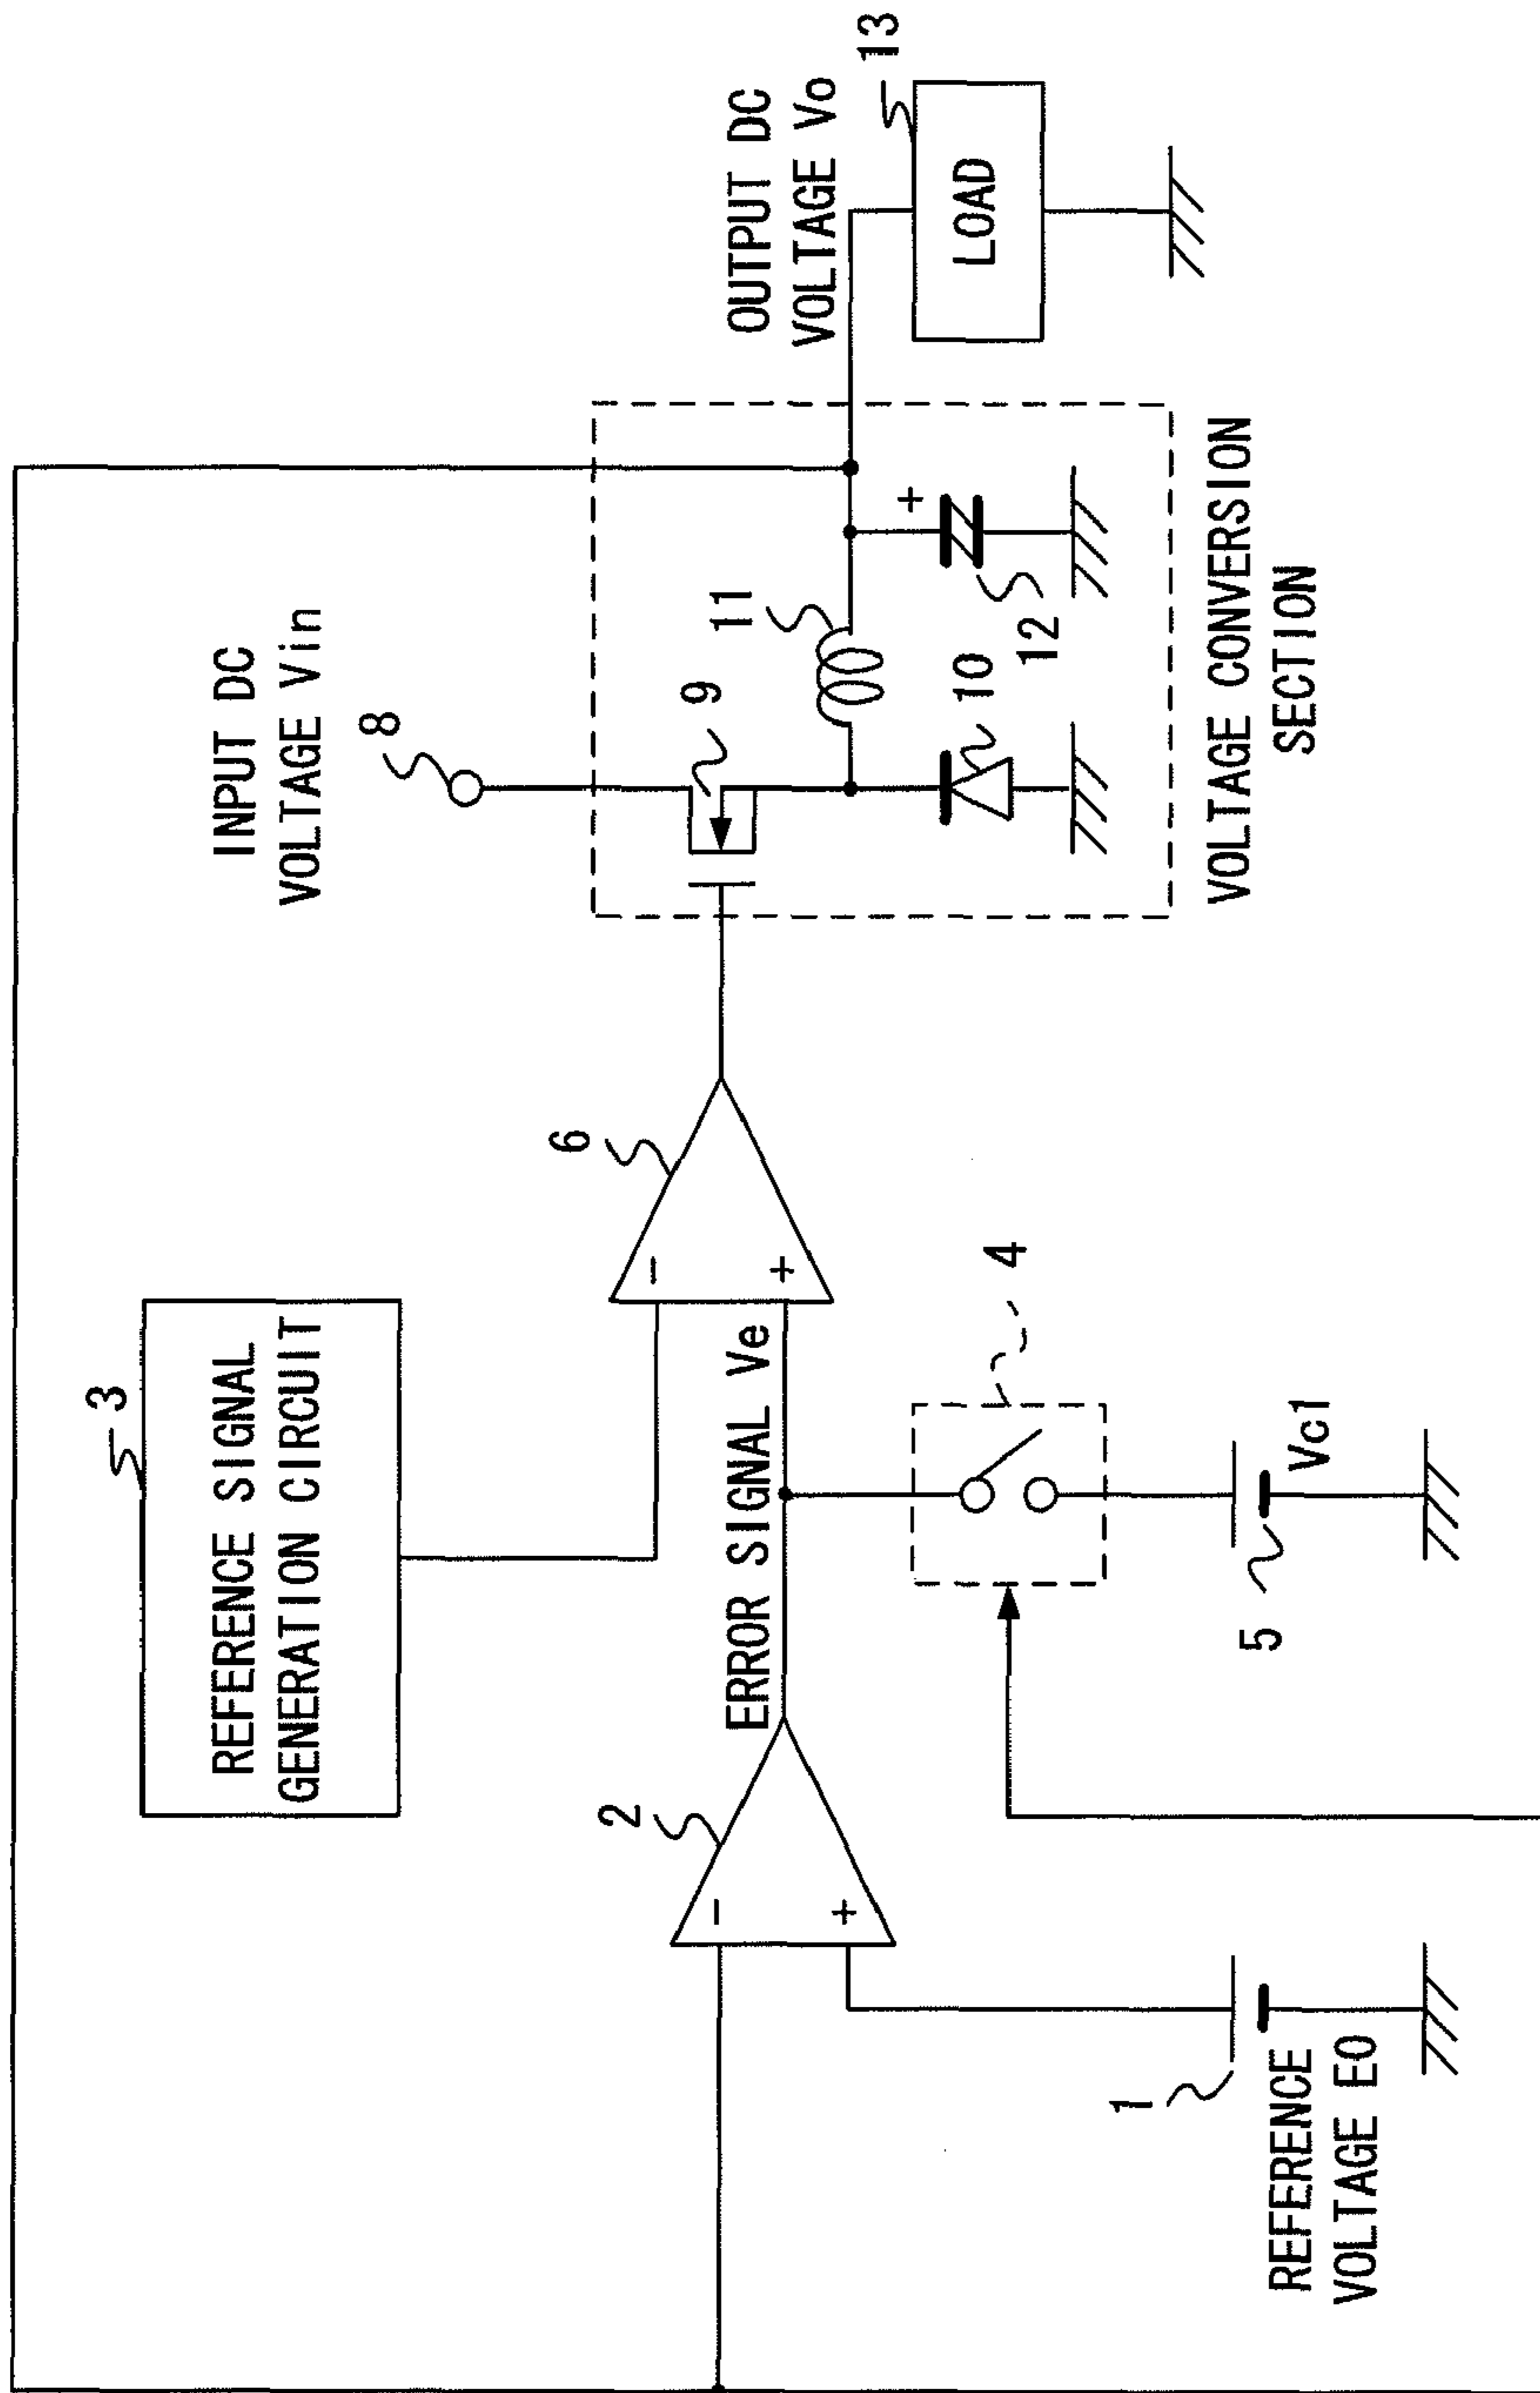 INPUT DC
VOLTAGE Vin
8
OUTPUT DC
VOLTAGE Vo
13
LOAD
3
REFERENCE SIGNAL
GENERATION CIRCUIT
6
-
+
9
11
+
10
12
VOLTAGE CONVERSION
SECTION
2
-
+
ERROR SIGNAL Ve
4
5
Vc1
1
REFERENCE
VOLTAGE E0